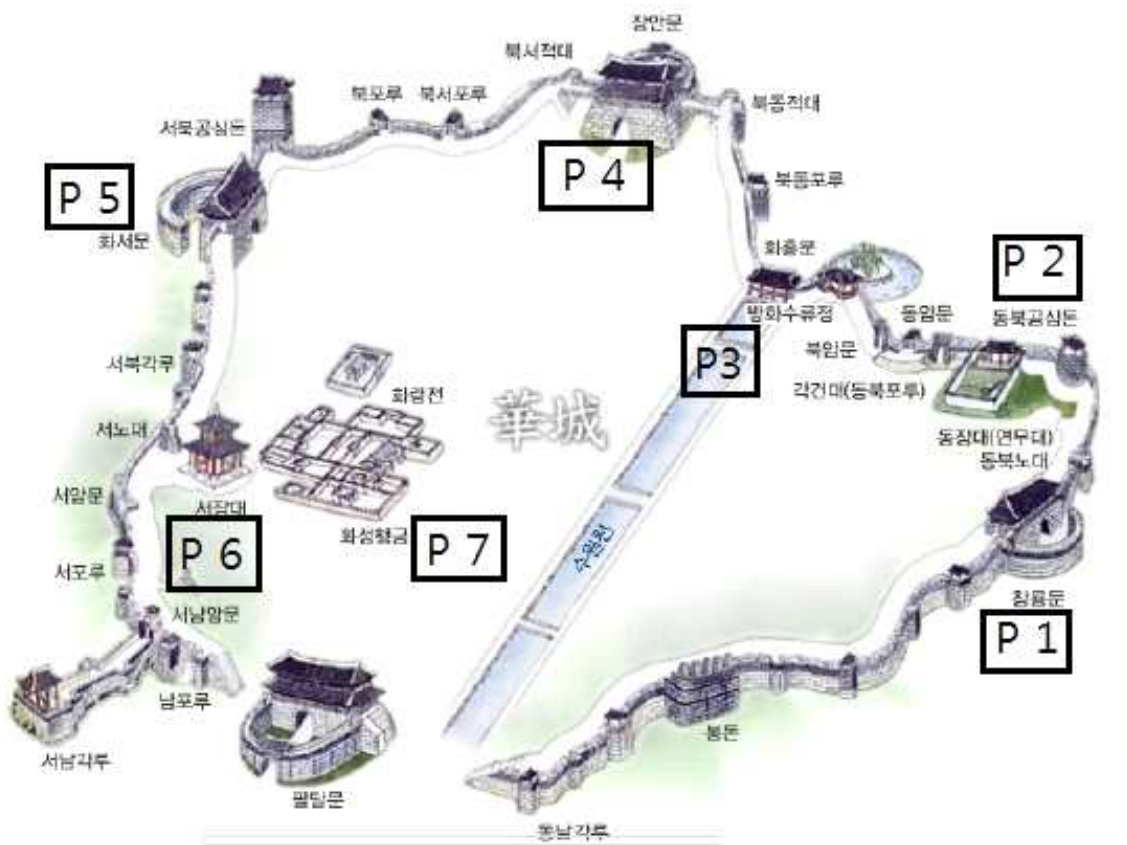 장안문
북서적대
북포루 북서포루
북동적대
서북공심돈
P 4
북동포루
P 5
화서문
화홍문
P 2
방화수류정
동암문
동북공심돈
P3
북암문
서북각루
각건대(동북포루)
화령전
華城
서노대
동장대(연무대)
동북노대
서암문
서장대
화성행궁
P 6
P 7
수원천
서포루
창룡문
서남암문
P 1
남포루
봉돈
서남각루
팔달문
동남각루